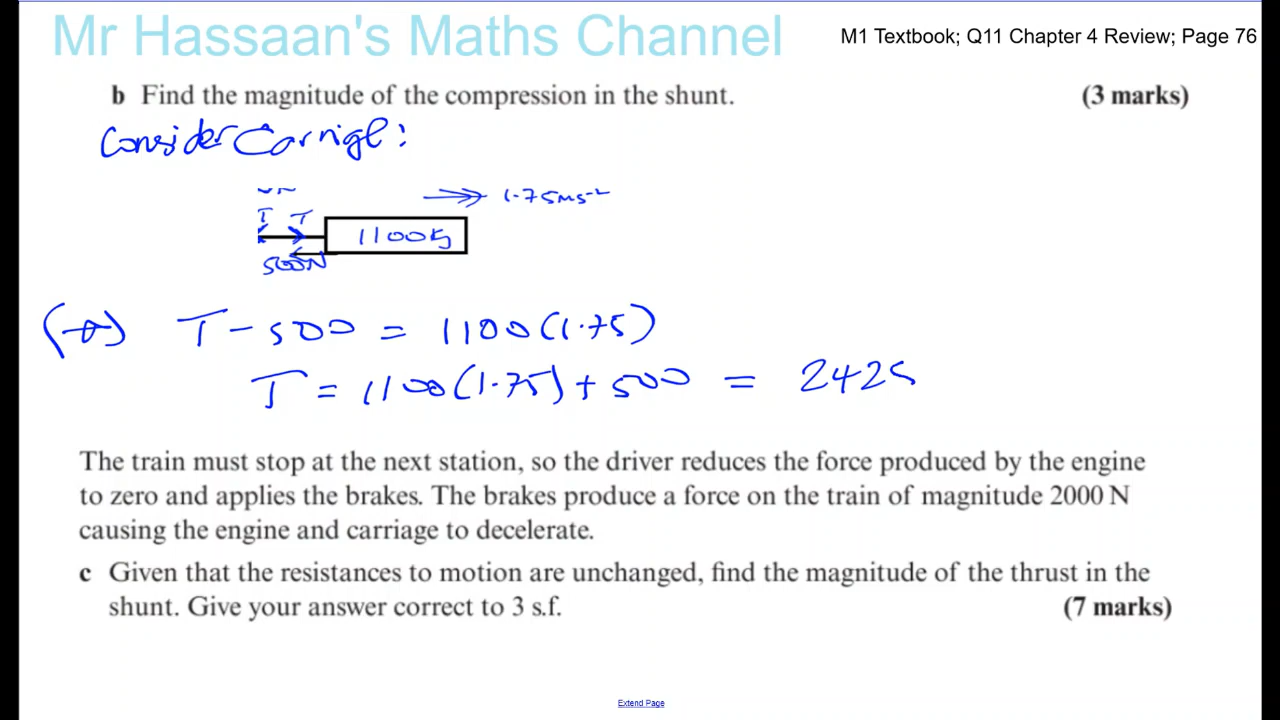 Mr Hassaan's Maths Channel
M1 Textbook; Q11 Chapter 4 Review; Page 76
b Find the magnitude of the compression in the shunt. (3 marks)
Consider Carriage:
1.75ms⁻²
T T
1100kg
500N
(→) T - 500 = 1100(1.75)
T = 1100(1.75) + 500 = 2425
The train must stop at the next station, so the driver reduces the force produced by the engine
to zero and applies the brakes. The brakes produce a force on the train of magnitude 2000 N
causing the engine and carriage to decelerate.
c Given that the resistances to motion are unchanged, find the magnitude of the thrust in the
shunt. Give your answer correct to 3 s.f. (7 marks)
Extend Page